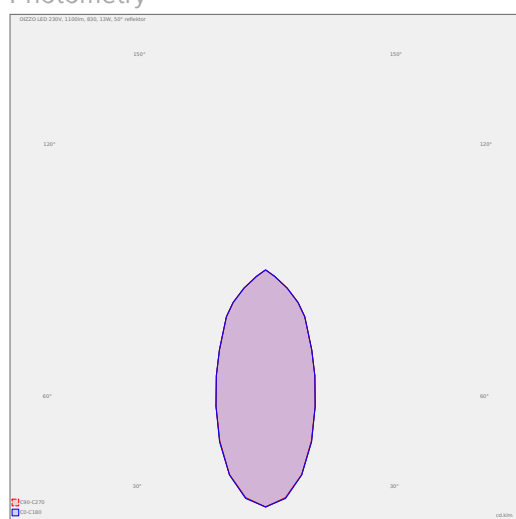 Photometry
OIZZO LED 230V, 1100lm, 830, 13W, 50° reflektor
150° 150°
120° 120°
60° 60°
30° 30°
C90-C270
C0-C180
cd/klm